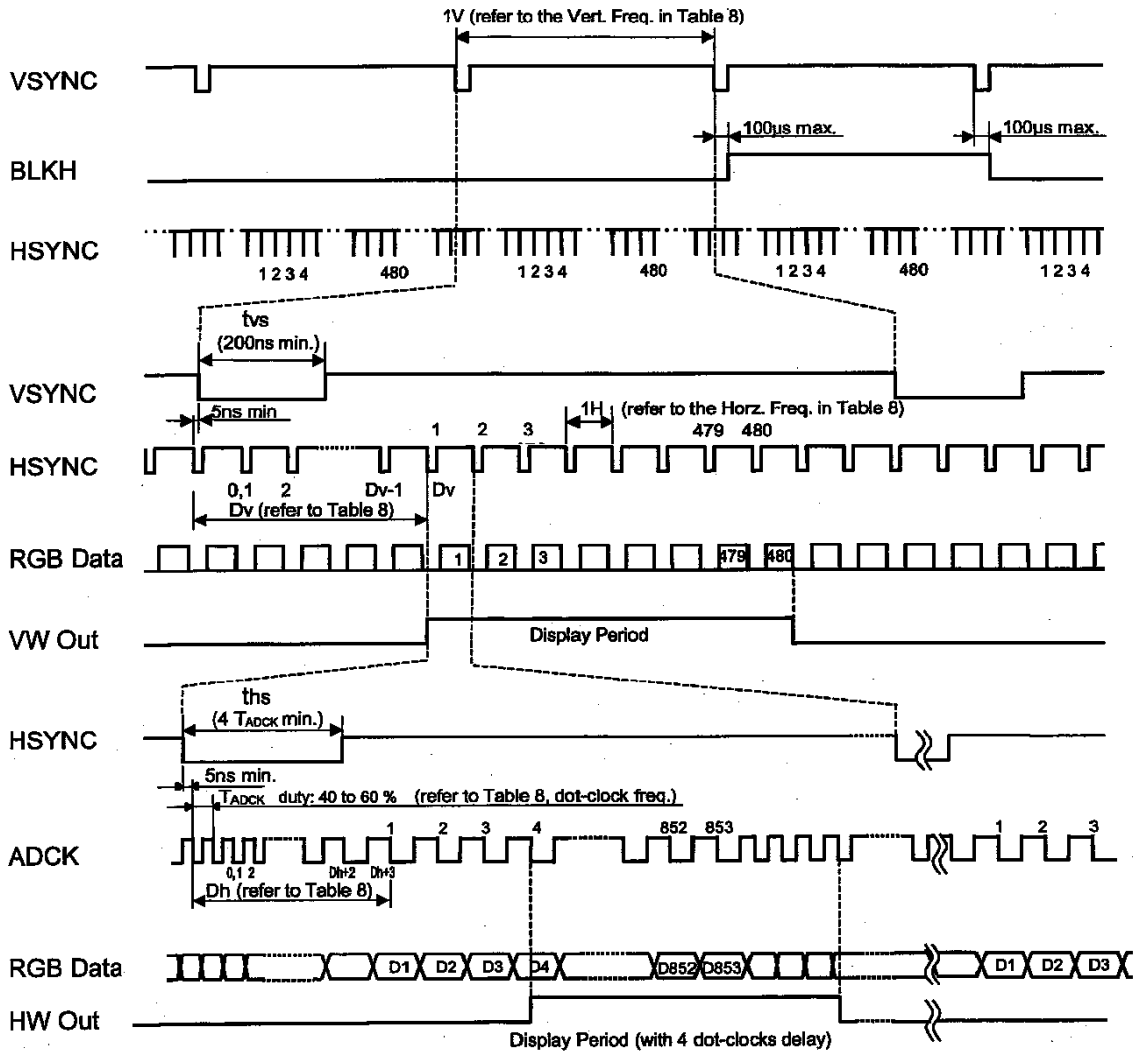 1V (refer to the Vert. Freq. in Table 8)
VSYNC
100µs max. 100µs max.
BLKH
HSYNC
1 2 3 4 480 1 2 3 4 480 1 2 3 4 480 1 2 3 4
tvs
(200ns min.)
VSYNC
5ns min 1H (refer to the Horz. Freq. in Table 8)
1 2 3 479 480
HSYNC
0,1 2 Dv-1 Dv
Dv (refer to Table 8)
RGB Data 1 2 3 479 480
VW Out Display Period
ths
(4 TADCK min.)
HSYNC
5ns min.
TADCK duty: 40 to 60 % (refer to Table 8, dot-clock freq.)
1 2 3 4 852 853 1 2 3
ADCK
0,1 2 Dh+2 Dh+3
Dh (refer to Table 8)
RGB Data D1 D2 D3 D4 D852 D853 D1 D2 D3
HW Out
Display Period (with 4 dot-clocks delay)